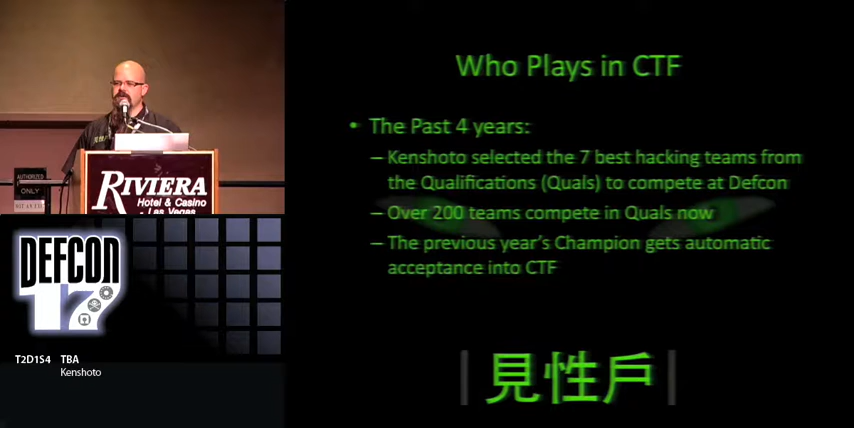 Who Plays in CTF
• The Past 4 years:
– Kenshoto selected the 7 best hacking teams from
the Qualifications (Quals) to compete at Defcon
– Over 200 teams compete in Quals now
– The previous year's Champion gets automatic
acceptance into CTF
|見性戶|
AUTHORIZED
ONLY
RIVIERA
Hotel & Casino
Las Vegas
DEFCON
17
T2D1S4 TBA
Kenshoto